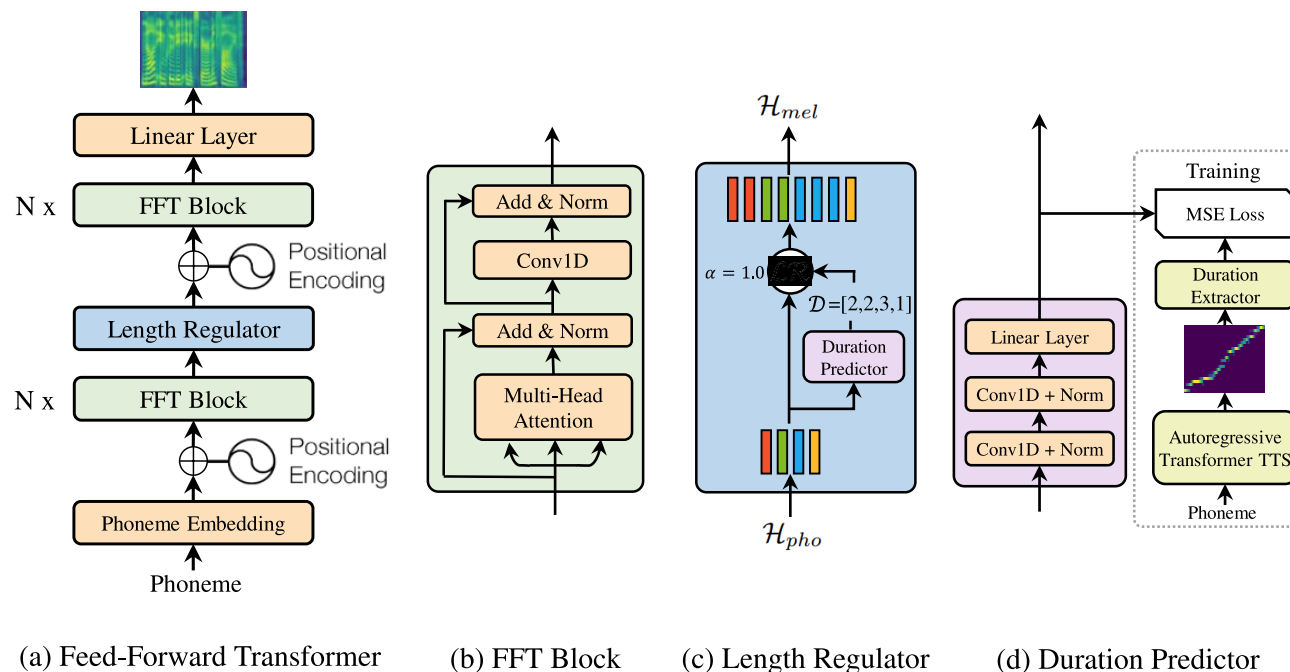 Linear Layer
N x
FFT Block
Positional
Encoding
Length Regulator
N x
FFT Block
Positional
Encoding
Phoneme Embedding
Phoneme
(a) Feed-Forward Transformer
Add & Norm
Conv1D
Add & Norm
Multi-Head
Attention
(b) FFT Block
ℋ_mel
α = 1.0
𝒟=[2,2,3,1]
Duration
Predictor
ℋ_pho
(c) Length Regulator
Linear Layer
Conv1D + Norm
Conv1D + Norm
Training
MSE Loss
Duration
Extractor
Autoregressive
Transformer TTS
Phoneme
(d) Duration Predictor